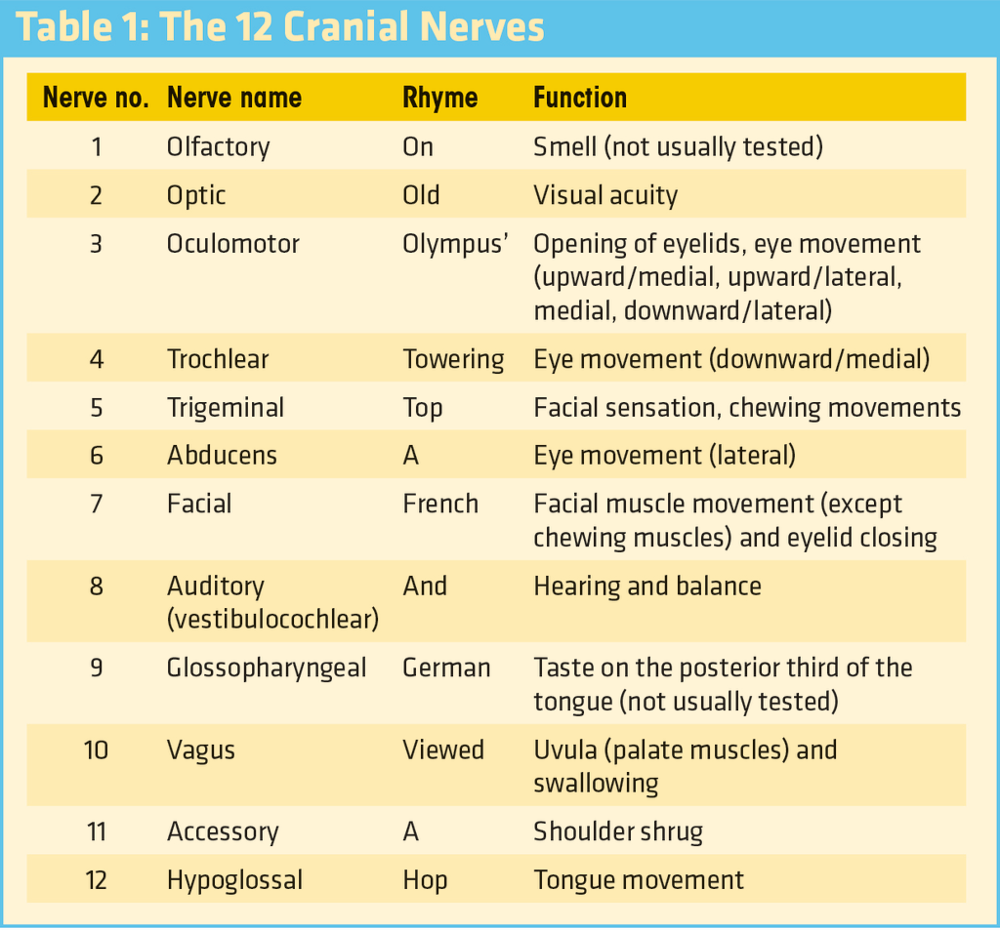 Table 1: The 12 Cranial Nerves
Nerve no. Nerve name Rhyme Function
1 Olfactory On Smell (not usually tested)
2 Optic Old Visual acuity
3 Oculomotor Olympus’ Opening of eyelids, eye movement
(upward/medial, upward/lateral,
medial, downward/lateral)
4 Trochlear Towering Eye movement (downward/medial)
5 Trigeminal Top Facial sensation, chewing movements
6 Abducens A Eye movement (lateral)
7 Facial French Facial muscle movement (except
chewing muscles) and eyelid closing
8 Auditory And Hearing and balance
(vestibulocochlear)
9 Glossopharyngeal German Taste on the posterior third of the
tongue (not usually tested)
10 Vagus Viewed Uvula (palate muscles) and
swallowing
11 Accessory A Shoulder shrug
12 Hypoglossal Hop Tongue movement